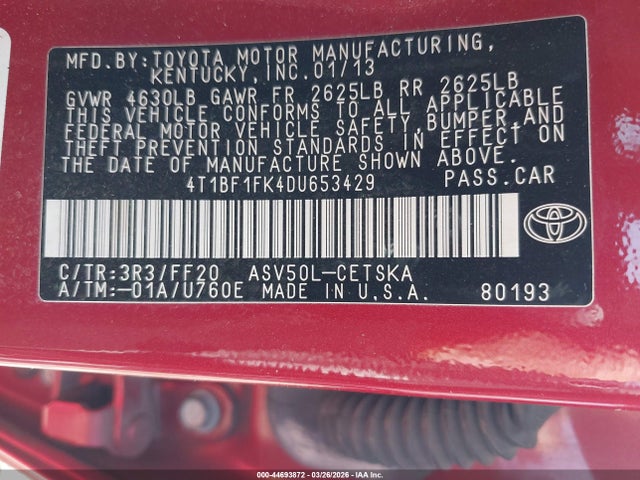 MFD.BY:TOYOTA MOTOR MANUFACTURING,
KENTUCKY,INC.01/13
GVWR 4630LB GAWR FR 2625LB RR 2625LB
THIS VEHICLE CONFORMS TO ALL APPLICABLE
FEDERAL MOTOR VEHICLE SAFETY,BUMPER,AND
THEFT PREVENTION STANDARDS IN EFFECT ON
THE DATE OF MANUFACTURE SHOWN ABOVE.
4T1BF1FK4DU653429 PASS.CAR
TOYOTA
C/TR:3R3/FF20 ASV50L-CETSKA
A/TM:-01A/U760E MADE IN U.S.A. 80193
000-44693872 | 03/26/2026 - IAA Inc.